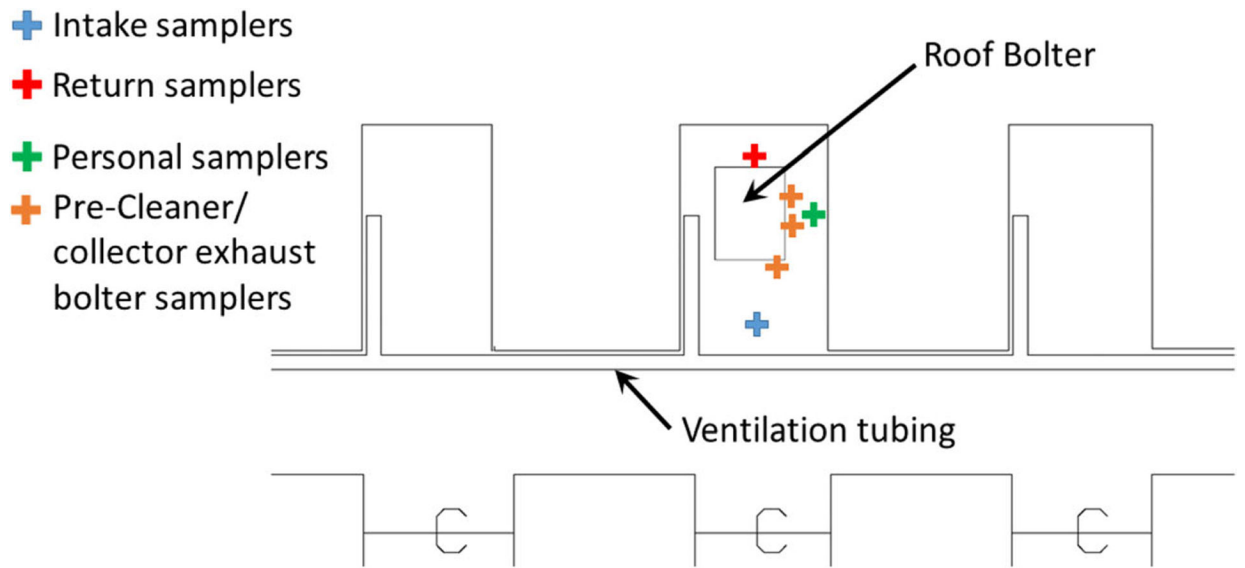 Intake samplers
Return samplers
Personal samplers
Pre-Cleaner/
collector exhaust
bolter samplers
Roof Bolter
Ventilation tubing
C
C
C